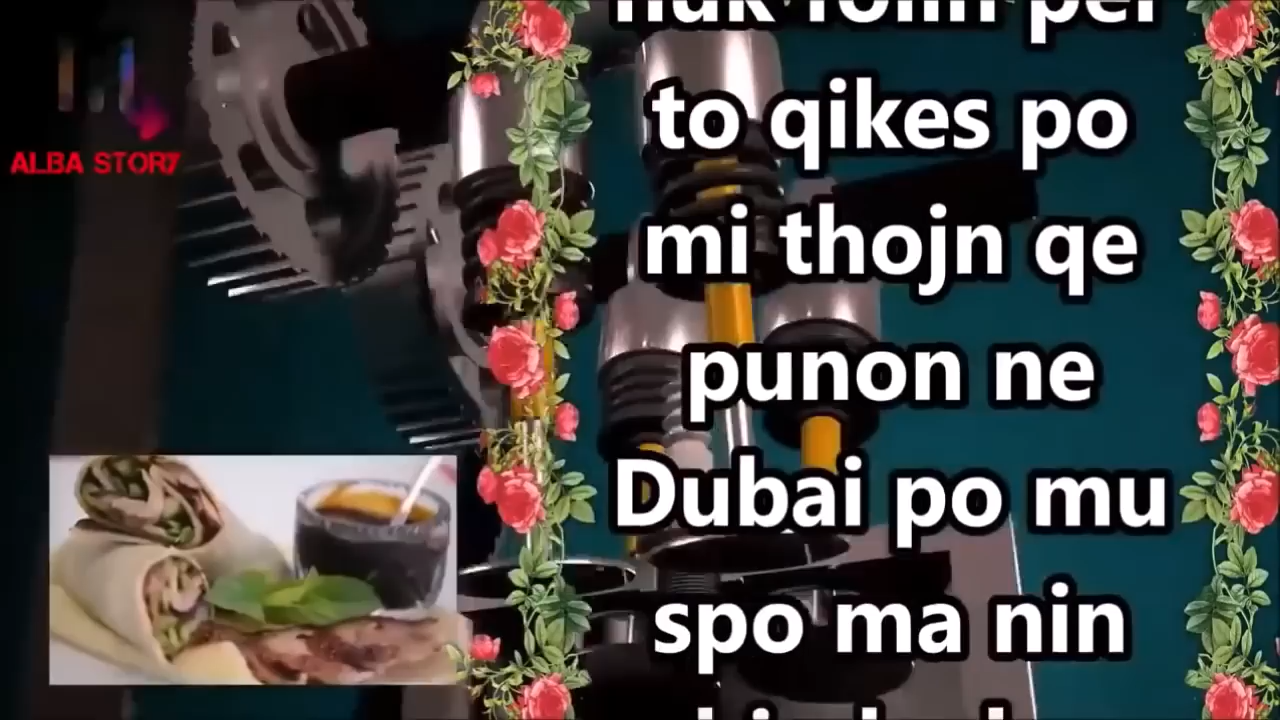 ALBA STORY
to qikes po
mi thojn qe
punon ne
Dubai po mu
spo ma nin